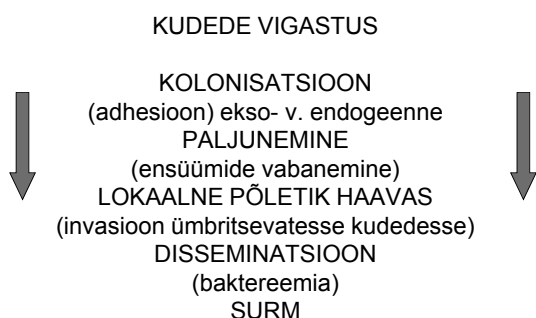 KUDEDE VIGASTUS
KOLONISATSIOON
(adhesioon) ekso- v. endogeenne
PALJUNEMINE
(ensüümide vabanemine)
LOKAALNE PÕLETIK HAAVAS
(invasioon ümbritsevatesse kudedesse)
DISSEMINATSIOON
(baktereemia)
SURM